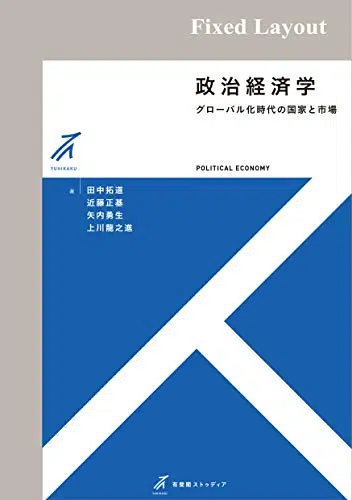 Fixed Layout
政治経済学
グローバル化時代の国家と市場
YUHIKAKU
POLITICAL ECONOMY
著
田中拓道
近藤正基
矢内勇生
上川龍之進
有斐閣ストゥディア
YUHIKAKU